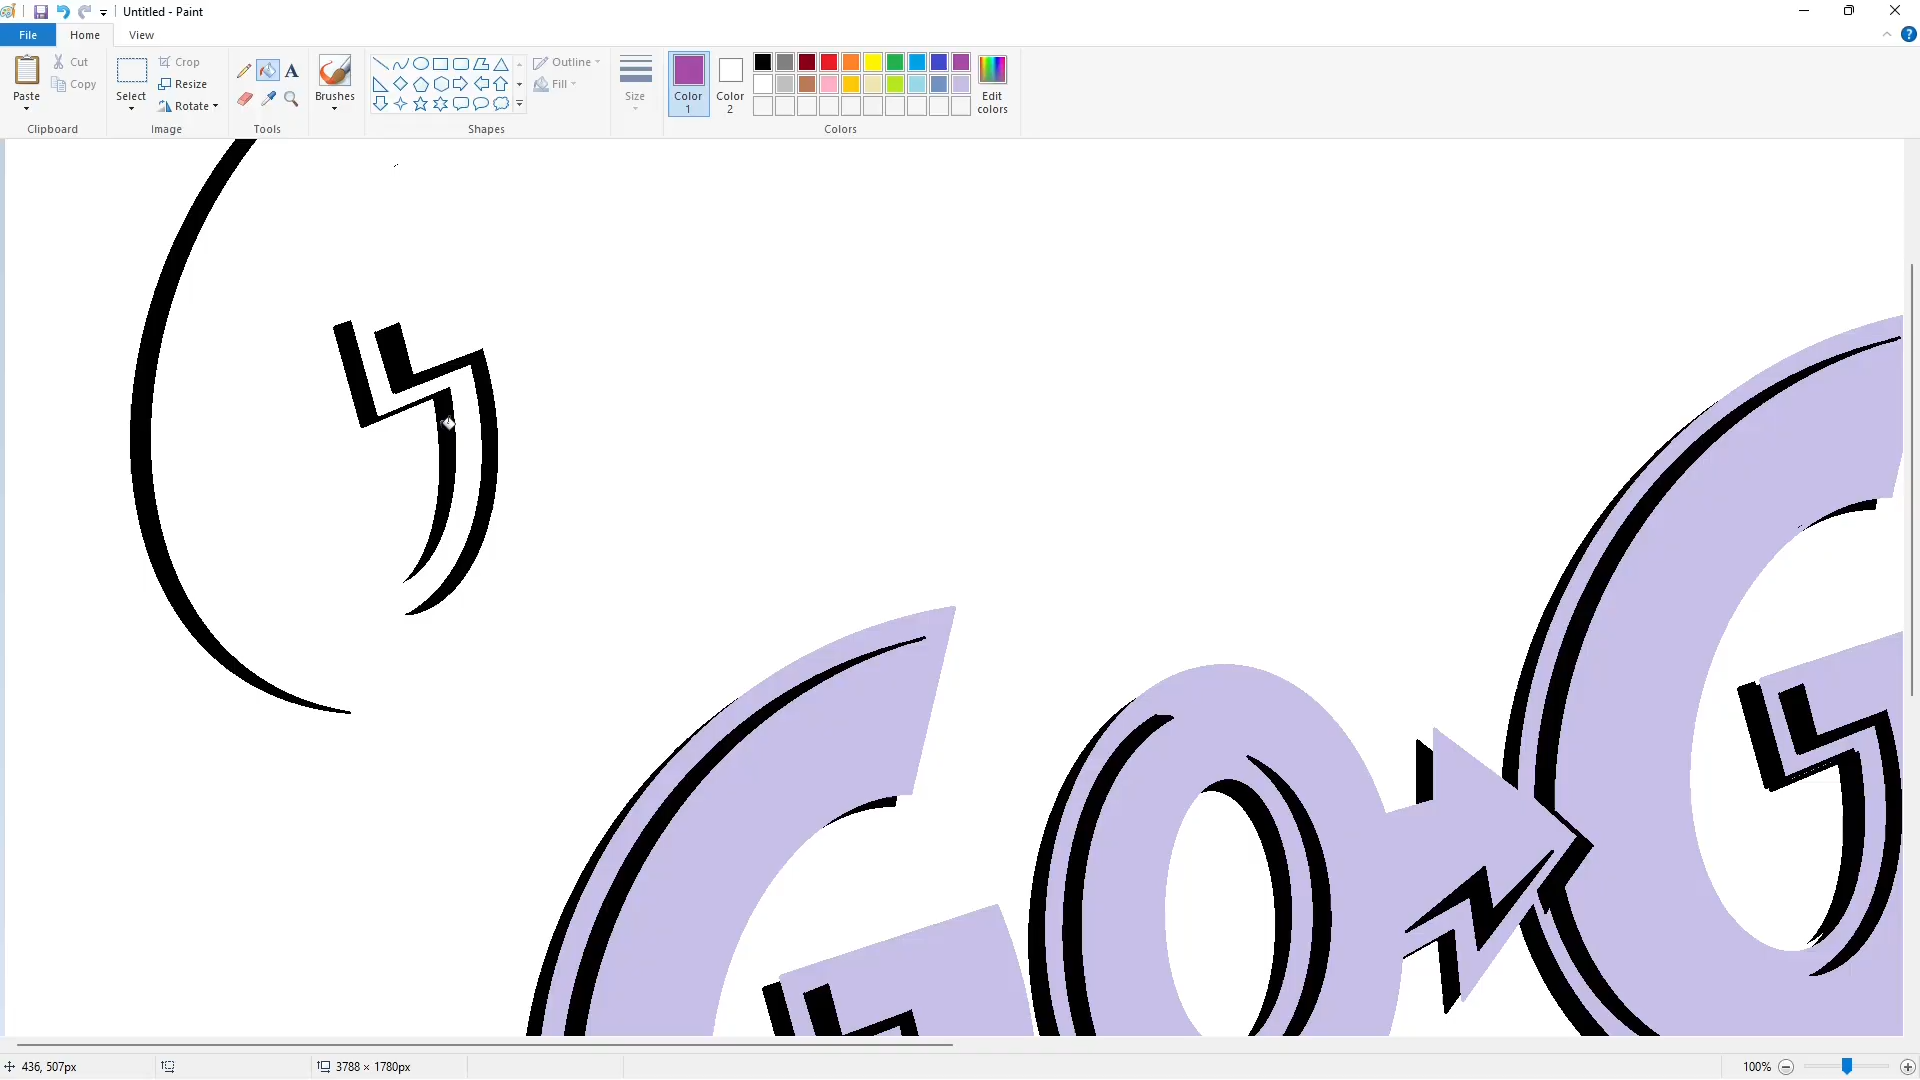 Untitled - Paint
File Home View
Paste
Cut
Copy
Clipboard
Select
Crop
Resize
Rotate
Image
Tools
Brushes
Shapes
Outline
Fill
Size
Color 1
Color 2
Colors
Edit colors
GOG
436, 507px
3788 × 1780px
100%